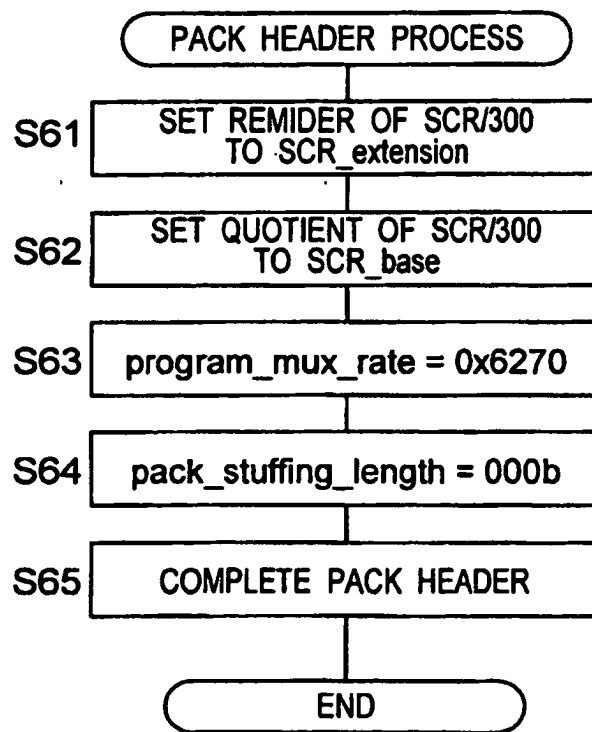 PACK HEADER PROCESS
S61
SET REMIDER OF SCR/300
TO SCR_extension
S62
SET QUOTIENT OF SCR/300
TO SCR_base
S63
program_mux_rate = 0x6270
S64
pack_stuffing_length = 000b
S65
COMPLETE PACK HEADER
END